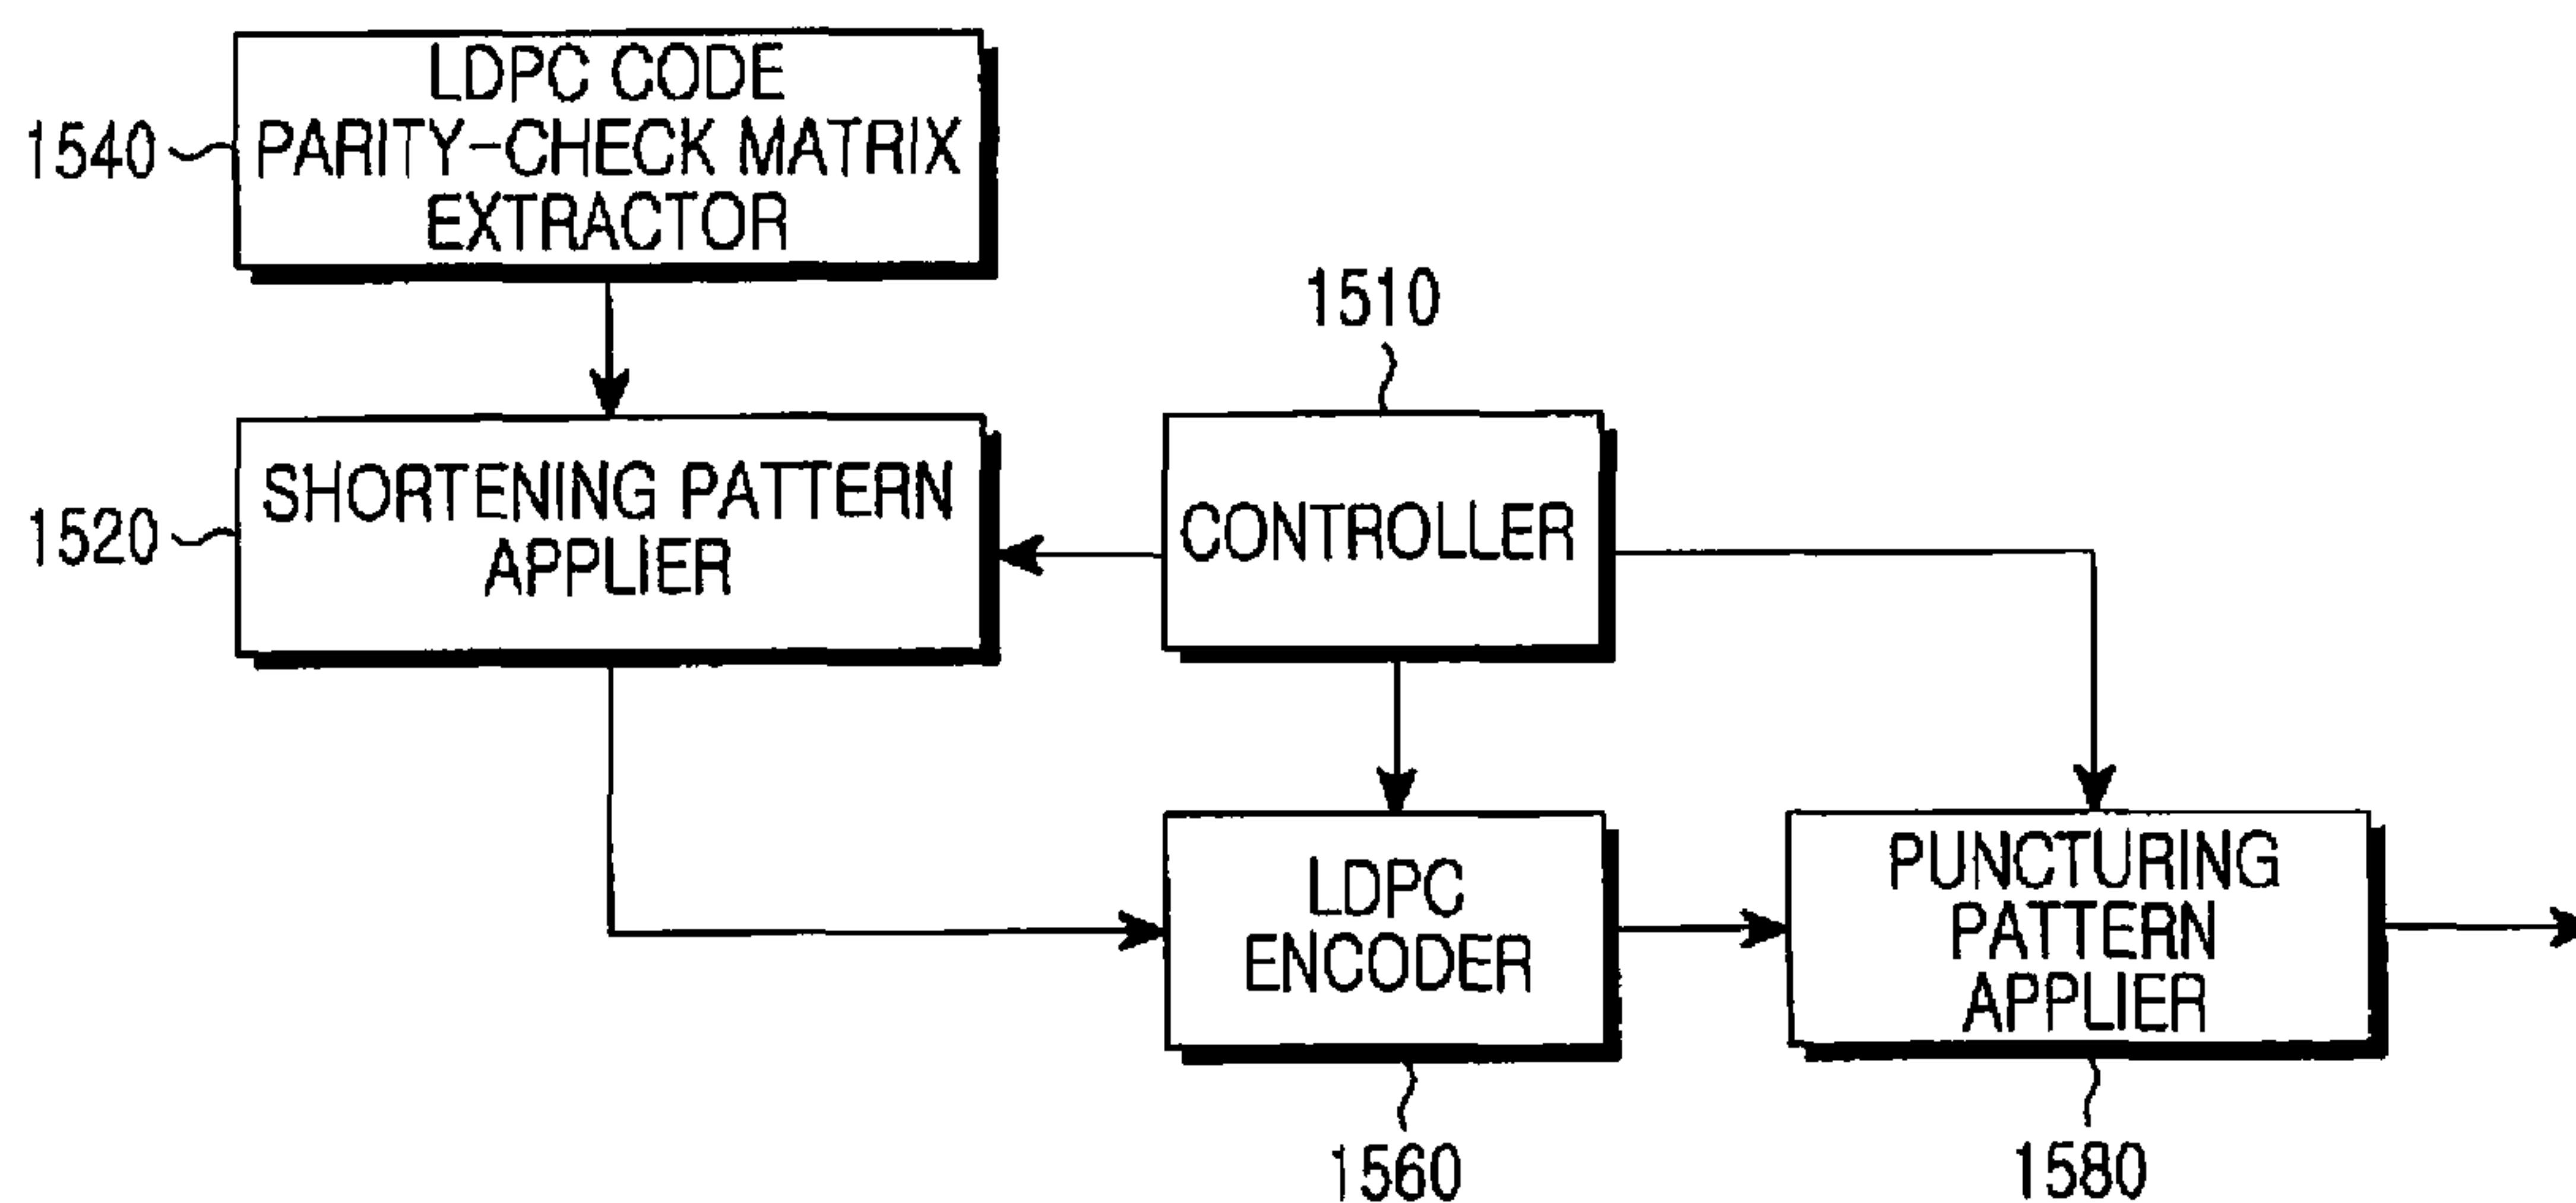 LDPC CODE
PARITY-CHECK MATRIX
EXTRACTOR
1540
1510
SHORTENING PATTERN
APPLIER
1520
CONTROLLER
LDPC
ENCODER
PUNCTURING
PATTERN
APPLIER
1560
1580